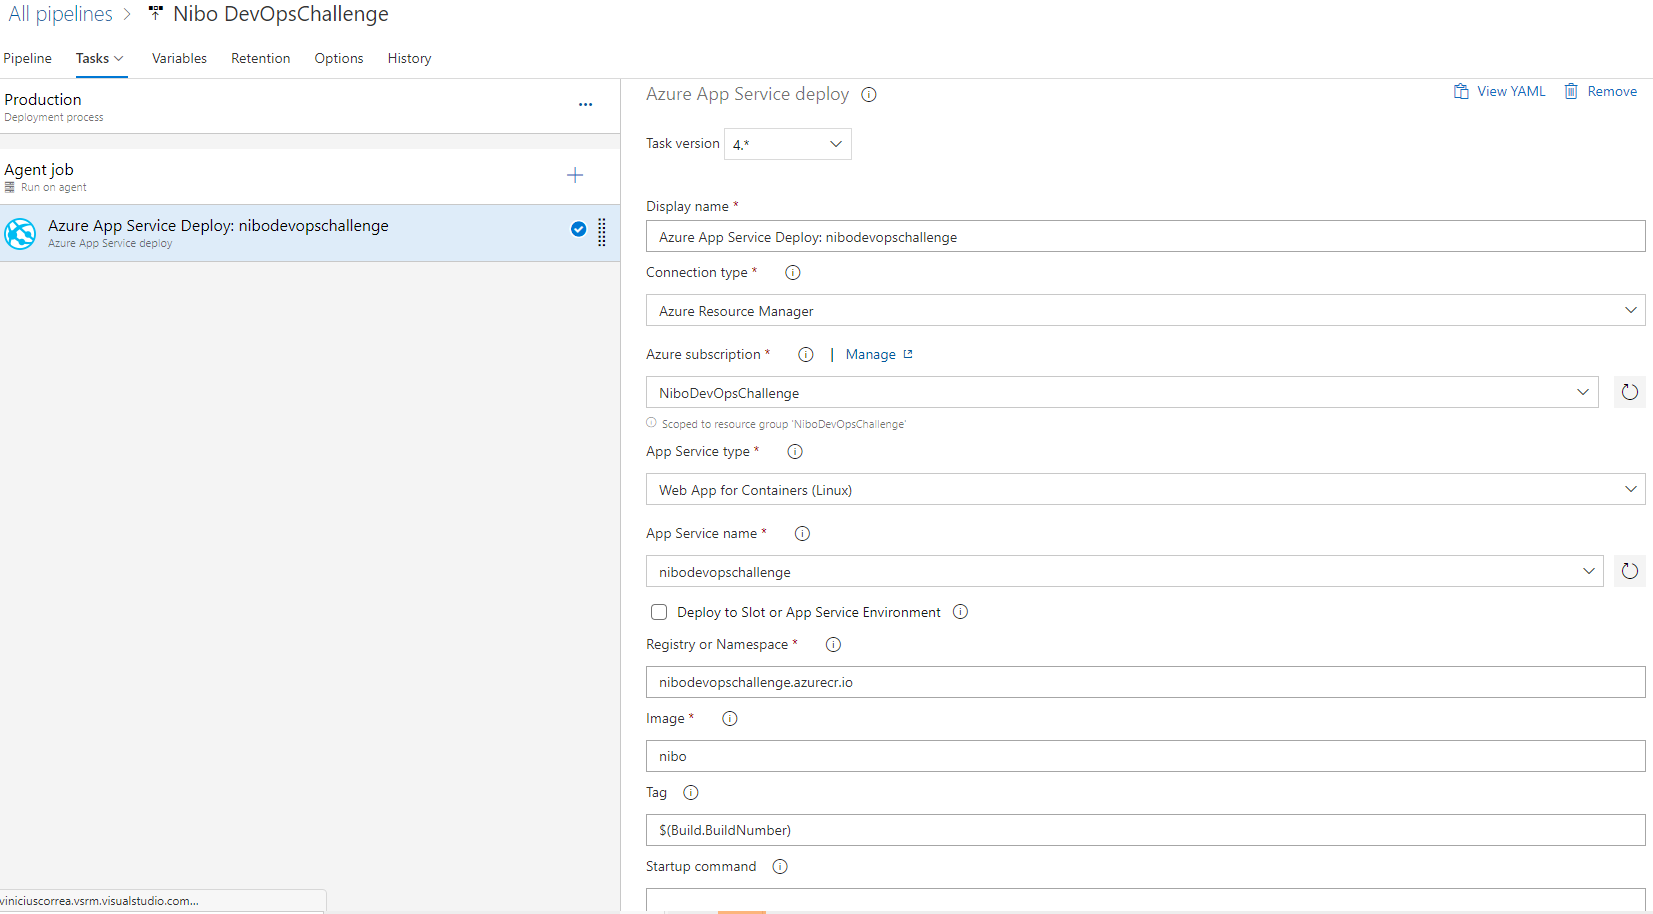 All pipelines > Nibo DevOpsChallenge
Pipeline Tasks Variables Retention Options History
Production
Deployment process
Agent job
Run on agent
Azure App Service Deploy: nibodevopschallenge
Azure App Service deploy
viniciuscorrea.vsrm.visualstudio.com...
Azure App Service deploy
View YAML Remove
Task version 4.*
Display name *
Azure App Service Deploy: nibodevopschallenge
Connection type *
Azure Resource Manager
Azure subscription * | Manage
NiboDevOpsChallenge
Scoped to resource group 'NiboDevOpsChallenge'
App Service type *
Web App for Containers (Linux)
App Service name *
nibodevopschallenge
Deploy to Slot or App Service Environment
Registry or Namespace *
nibodevopschallenge.azurecr.io
Image *
nibo
Tag
$(Build.BuildNumber)
Startup command